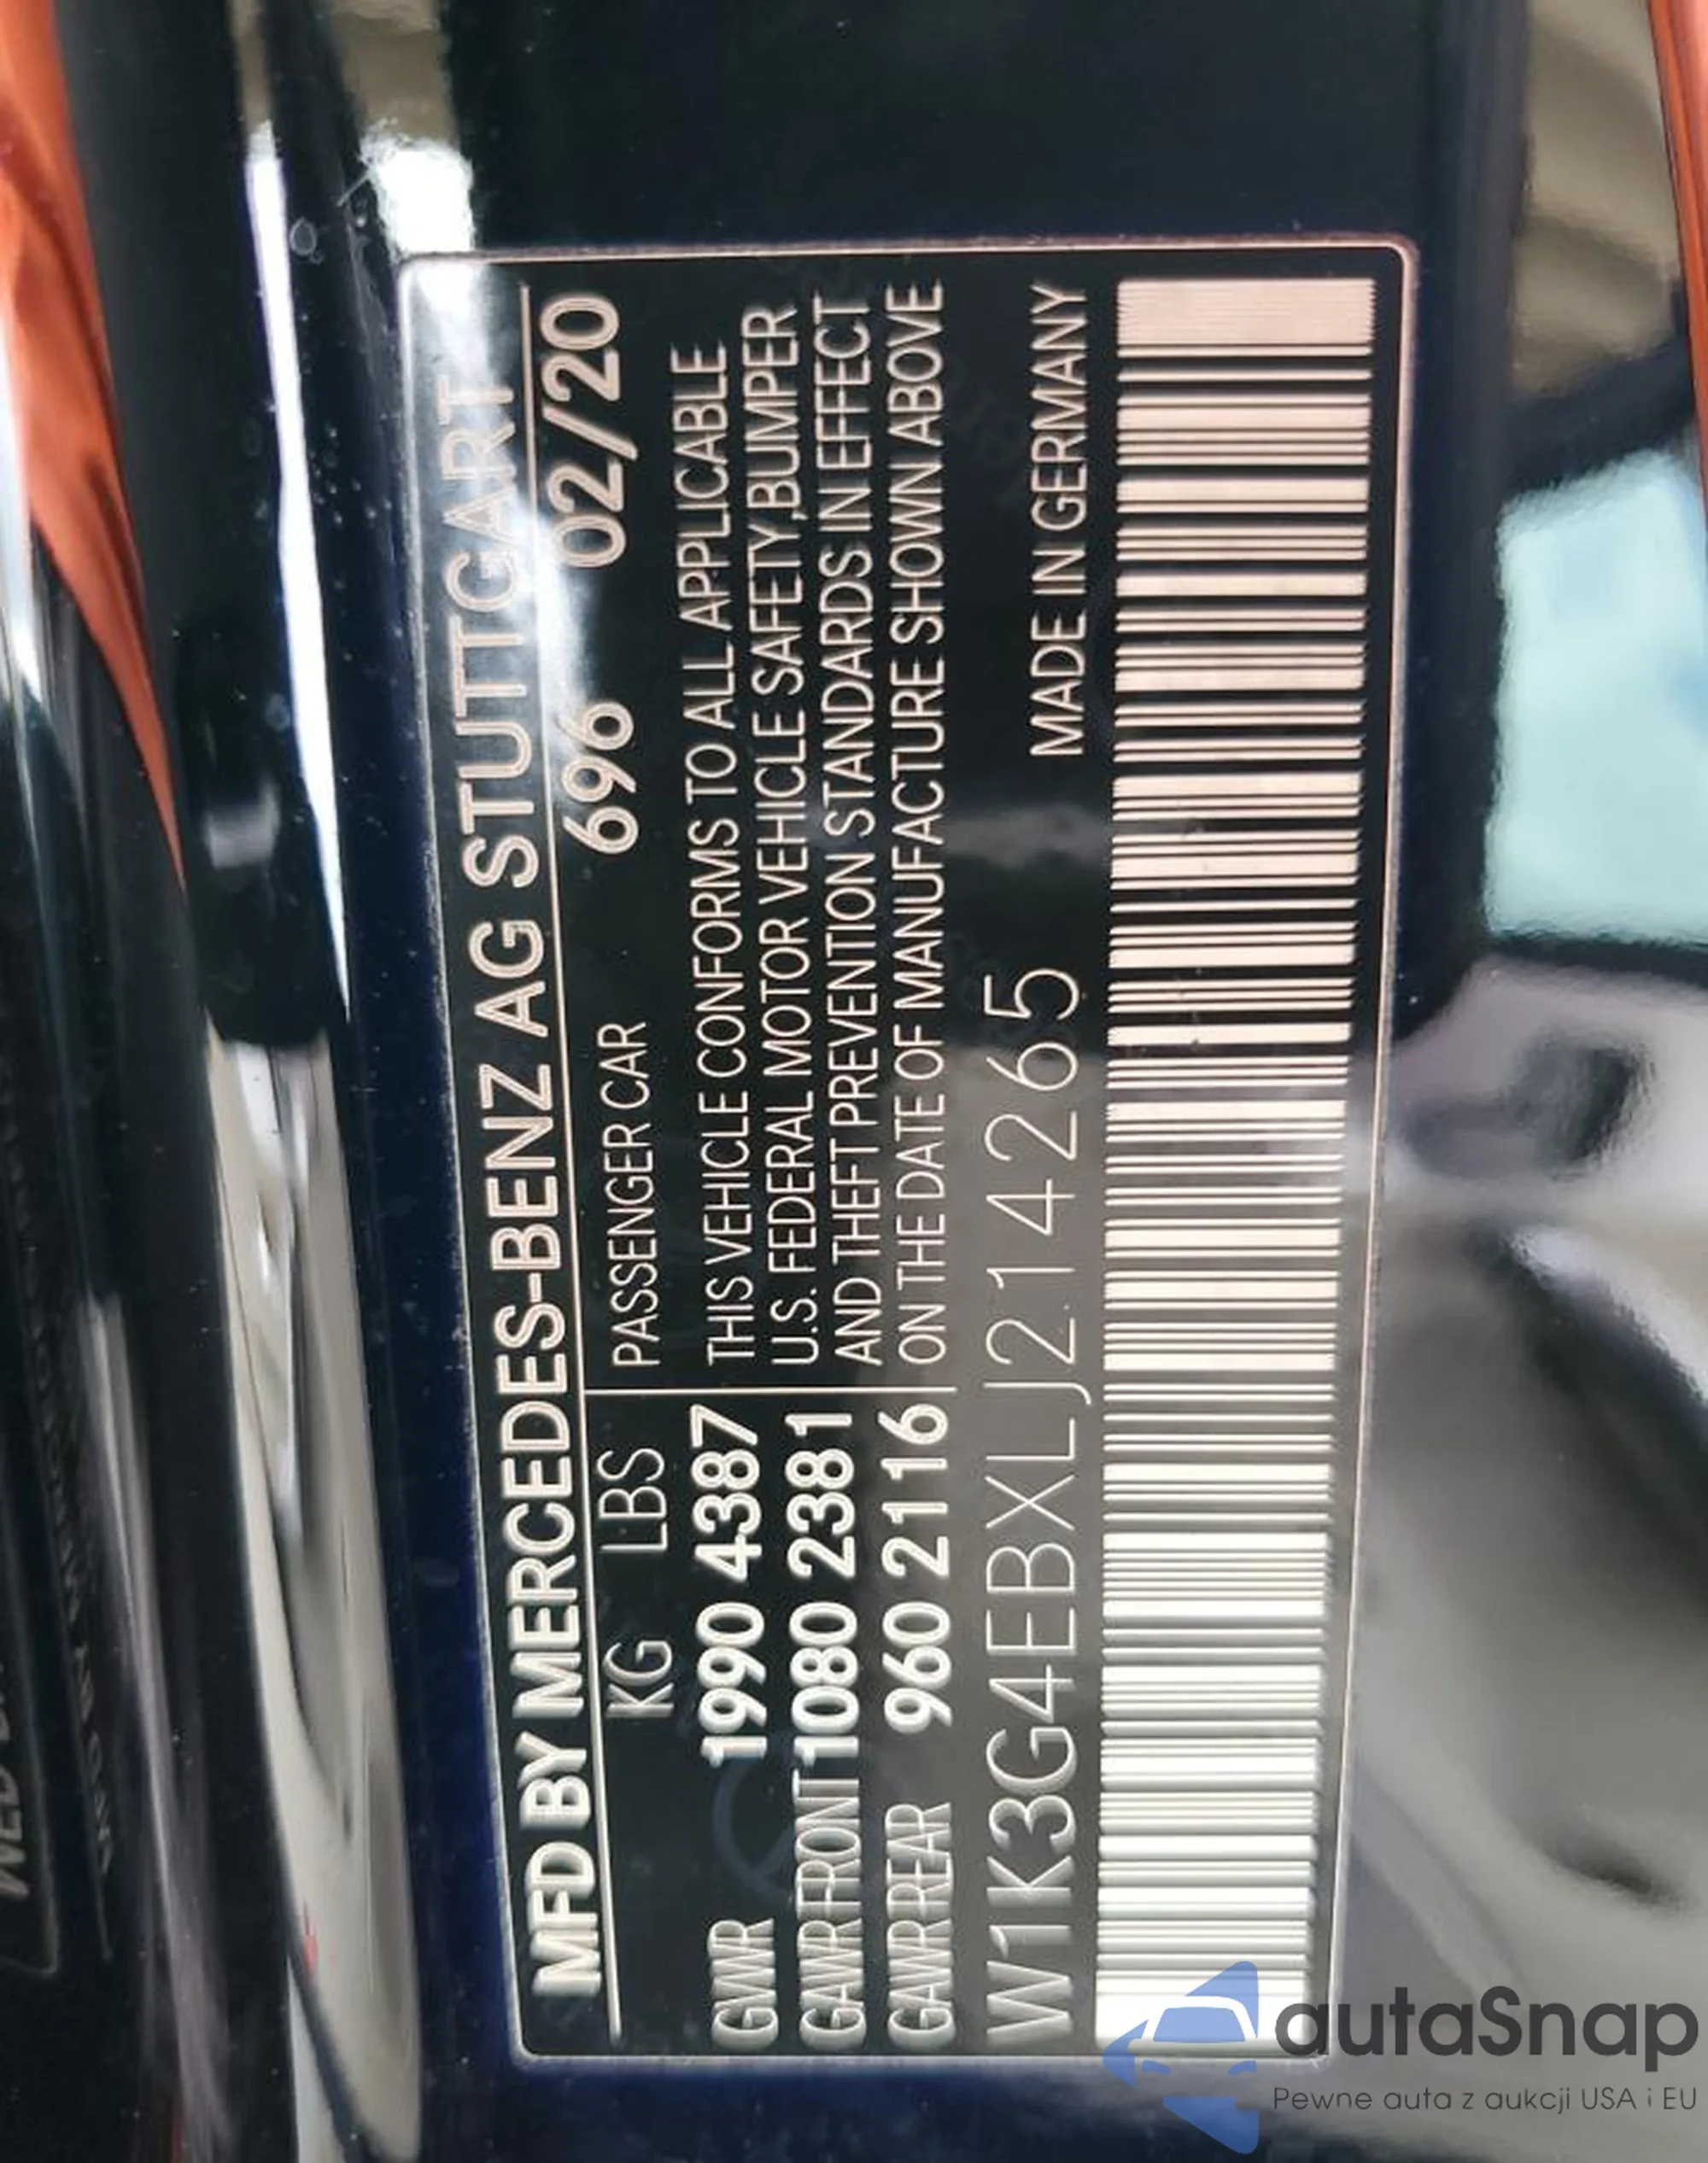 MFD BY MERCEDES-BENZ AG STUTTGART
KG LBS PASSENGER CAR 696 02/20
GVWR 1990 4387 THIS VEHICLE CONFORMS TO ALL APPLICABLE
GAWR FRONT 1080 2381 U.S. FEDERAL MOTOR VEHICLE SAFETY,BUMPER
AND THEFT PREVENTION STANDARDS IN EFFECT
GAWR REAR 960 2116 ON THE DATE OF MANUFACTURE SHOWN ABOVE
W1K3G4EBXLJ214265 MADE IN GERMANY
autaSnap
Pewne auta z aukcji USA i EU